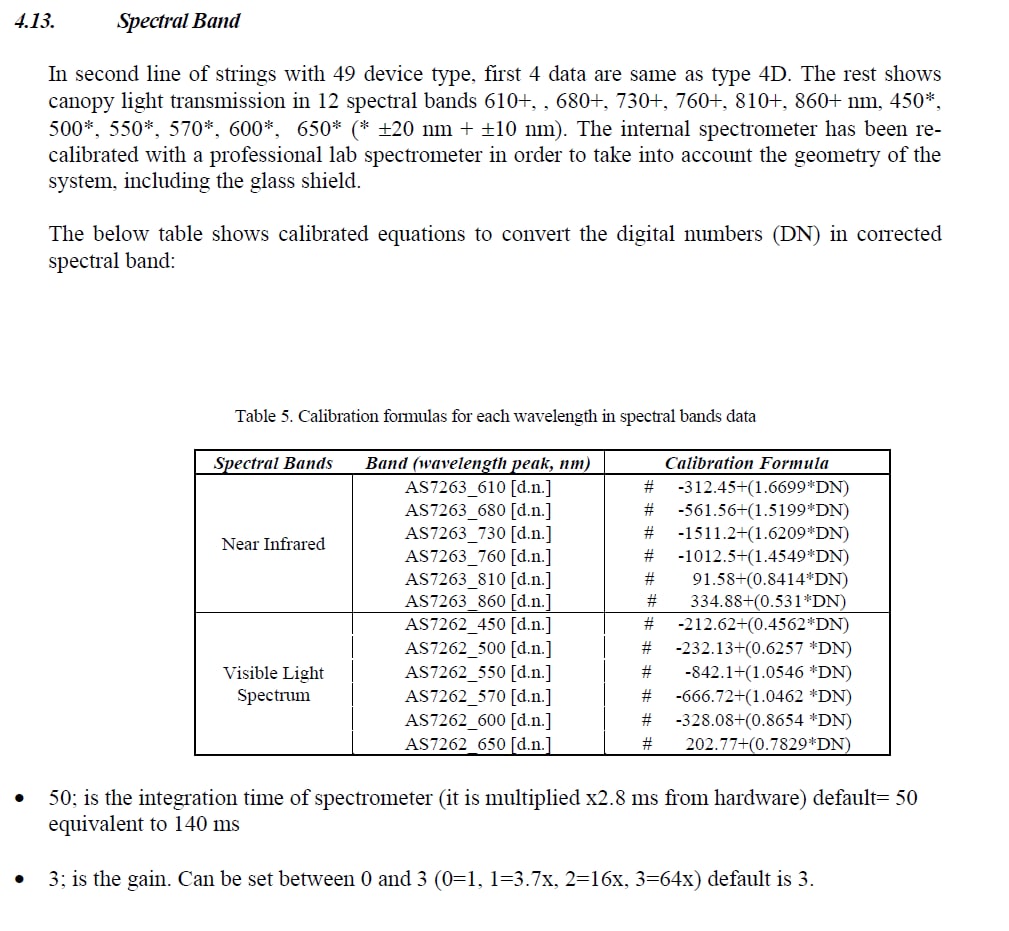 4.13. Spectral Band
In second line of strings with 49 device type, first 4 data are same as type 4D. The rest shows
canopy light transmission in 12 spectral bands 610+, , 680+, 730+, 760+, 810+, 860+ nm, 450*,
500*, 550*, 570*, 600*, 650* (* ±20 nm + ±10 nm). The internal spectrometer has been re-
calibrated with a professional lab spectrometer in order to take into account the geometry of the
system, including the glass shield.
The below table shows calibrated equations to convert the digital numbers (DN) in corrected
spectral band:
Table 5. Calibration formulas for each wavelength in spectral bands data
Spectral Bands Band (wavelength peak, nm) Calibration Formula
Near Infrared
AS7263_610 [d.n.] # -312.45+(1.6699*DN)
AS7263_680 [d.n.] # -561.56+(1.5199*DN)
AS7263_730 [d.n.] # -1511.2+(1.6209*DN)
AS7263_760 [d.n.] # -1012.5+(1.4549*DN)
AS7263_810 [d.n.] # 91.58+(0.8414*DN)
AS7263_860 [d.n.] # 334.88+(0.531*DN)
Visible Light
Spectrum
AS7262_450 [d.n.] # -212.62+(0.4562*DN)
AS7262_500 [d.n.] # -232.13+(0.6257 *DN)
AS7262_550 [d.n.] # -842.1+(1.0546 *DN)
AS7262_570 [d.n.] # -666.72+(1.0462 *DN)
AS7262_600 [d.n.] # -328.08+(0.8654 *DN)
AS7262_650 [d.n.] # 202.77+(0.7829*DN)
• 50; is the integration time of spectrometer (it is multiplied x2.8 ms from hardware) default= 50
equivalent to 140 ms
• 3; is the gain. Can be set between 0 and 3 (0=1, 1=3.7x, 2=16x, 3=64x) default is 3.